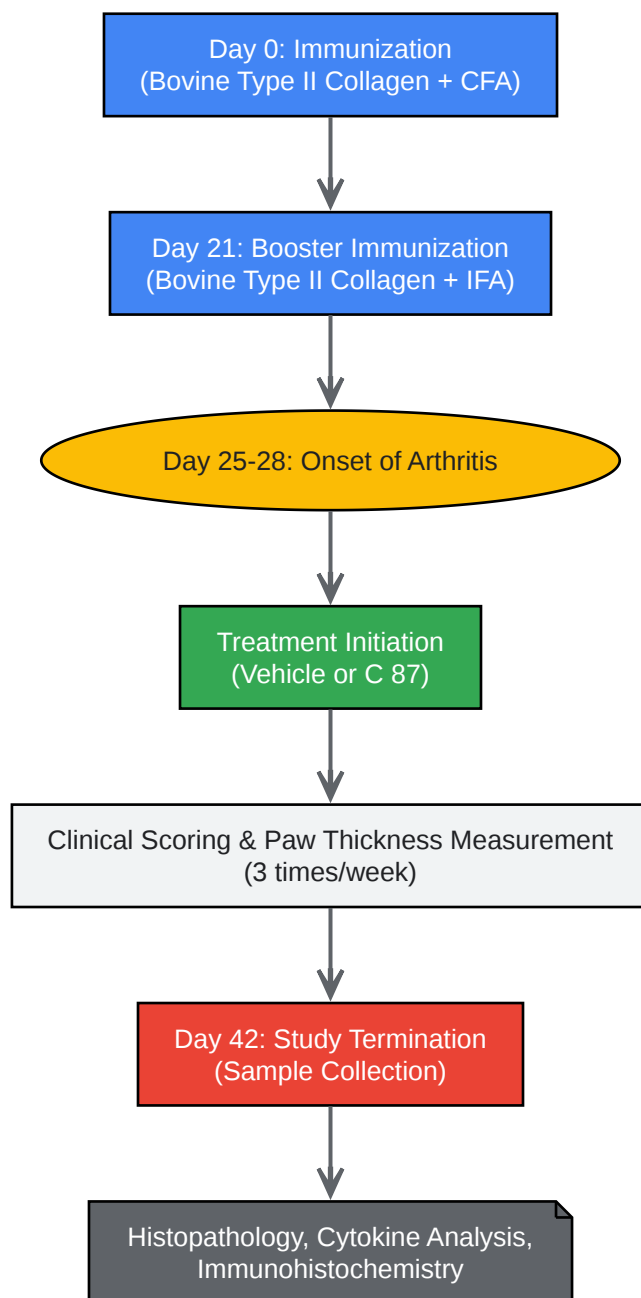 Day 0: Immunization
(Bovine Type II Collagen + CFA)
Day 21: Booster Immunization
(Bovine Type II Collagen + IFA)
Day 25-28: Onset of Arthritis
Treatment Initiation
(Vehicle or C 87)
Clinical Scoring & Paw Thickness Measurement
(3 times/week)
Day 42: Study Termination
(Sample Collection)
Histopathology, Cytokine Analysis,
Immunohistochemistry